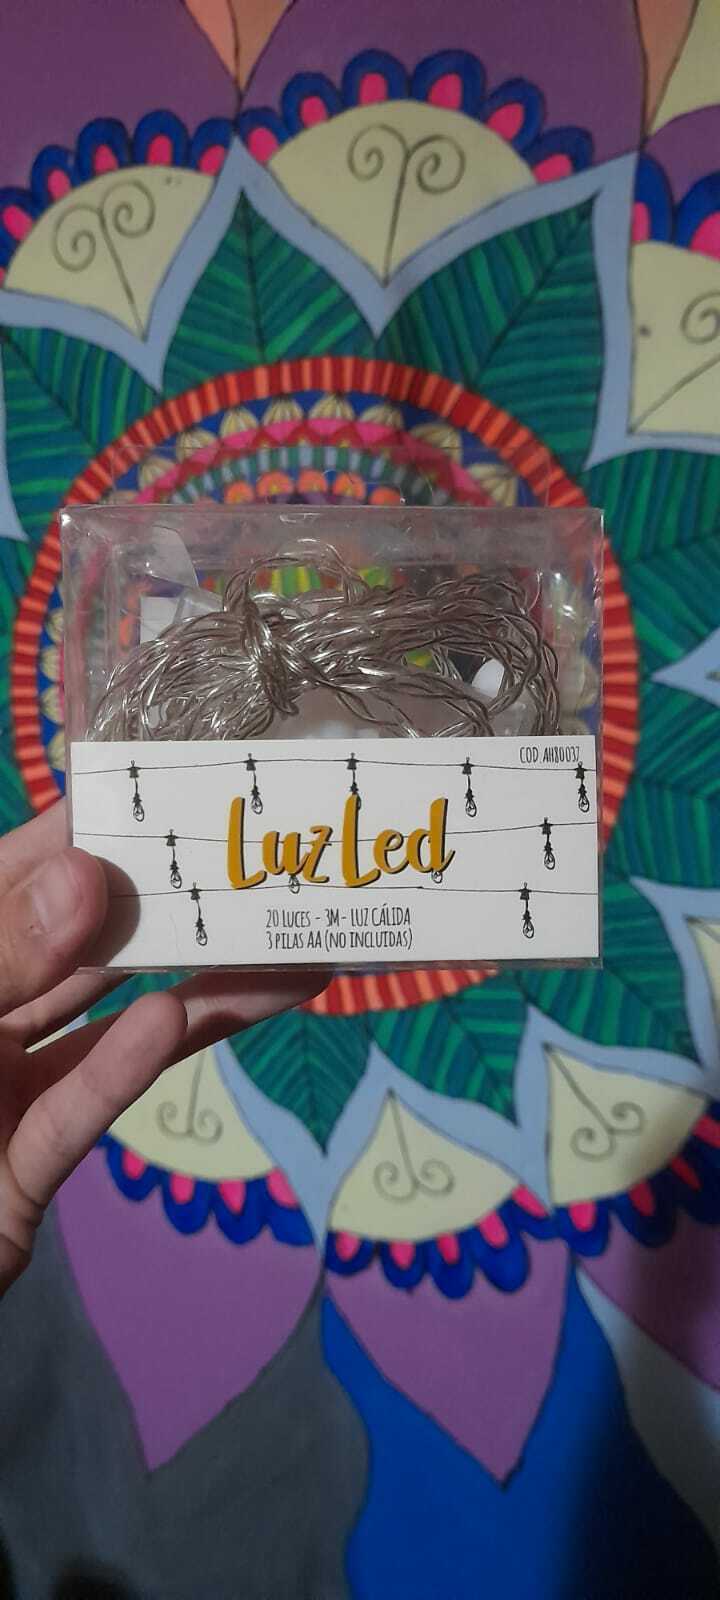 COD. AH80037
Luz Led
20 LUCES - 3M - LUZ CÁLIDA
3 PILAS AA (NO INCLUIDAS)